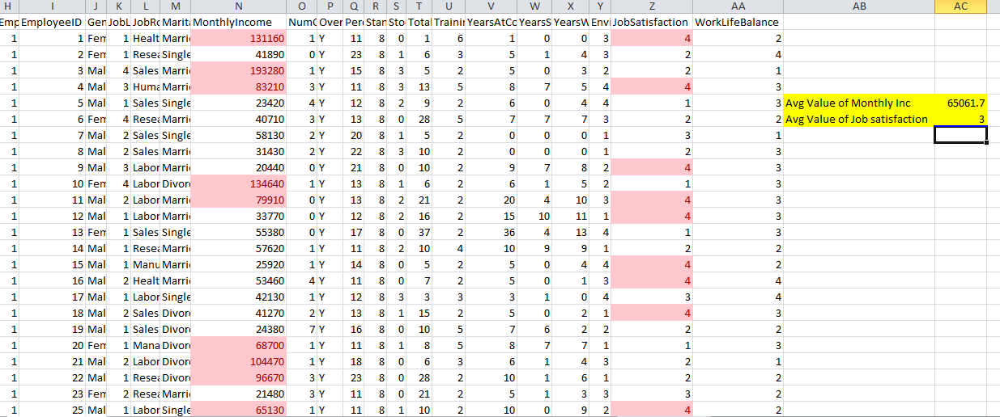 H I J K L M N O P Q R S T U V W X Y Z AA AB AC
Emp EmployeeID Gen JobL JobRo Marita MonthlyIncome NumC Over Per Stan Sto Total Trainin YearsAtCo YearsS YearsW Envi JobSatisfaction WorkLifeBalance
1 1 Fem 1 Healt Marri 131160 1 Y 11 8 0 1 6 1 0 0 3 4 2
1 2 Fem 1 Resea Single 41890 0 Y 23 8 1 6 3 5 1 4 3 2 4
1 3 Mal 4 Sales Marri 193280 1 Y 15 8 3 5 2 5 0 3 2 2 1
1 4 Mal 3 Huma Marri 83210 3 Y 11 8 3 13 5 8 7 5 4 4 3
1 5 Mal 1 Sales Single 23420 4 Y 12 8 2 9 2 6 0 4 4 1 3 Avg Value of Monthly Inc 65061.7
1 6 Fem 4 Resea Marri 40710 3 Y 13 8 0 28 5 7 7 7 3 2 2 Avg Value of Job satisfaction 3
1 7 Mal 2 Sales Single 58130 2 Y 20 8 1 5 2 0 0 0 1 3 1
1 8 Mal 2 Sales Marri 31430 2 Y 22 8 3 10 2 0 0 0 1 2 3
1 9 Mal 3 Labor Marri 20440 0 Y 21 8 0 10 2 9 7 8 2 4 3
1 10 Fem 4 Labor Divor 134640 1 Y 13 8 1 6 2 6 1 5 2 1 3
1 11 Mal 2 Labor Marri 79910 0 Y 13 8 2 21 2 20 4 10 3 4 3
1 12 Mal 1 Labor Marri 33770 0 Y 12 8 2 16 2 15 10 11 1 4 3
1 13 Fem 1 Sales Single 55380 0 Y 17 8 0 37 2 36 4 13 4 1 3
1 14 Mal 1 Resea Marri 57620 1 Y 11 8 2 10 4 10 9 9 1 2 2
1 15 Mal 1 Manu Marri 25920 1 Y 14 8 0 5 2 5 0 4 4 4 2
1 16 Mal 2 Healt Marri 53460 4 Y 11 8 0 7 2 5 0 1 3 4 4
1 17 Mal 1 Labor Single 42130 1 Y 12 8 3 3 3 3 1 0 4 3 4
1 18 Mal 2 Sales Divor 41270 2 Y 13 8 1 15 2 5 0 2 1 4 3
1 19 Mal 1 Sales Divor 24380 7 Y 16 8 0 10 5 7 6 2 2 2 2
1 20 Fem 1 Mana Divor 68700 1 Y 11 8 1 8 5 8 7 7 1 1 3
1 21 Mal 2 Labor Divor 104470 1 Y 18 8 0 6 3 6 1 4 3 2 1
1 22 Mal 1 Resea Divor 96670 3 Y 23 8 0 28 2 10 1 6 1 2 2
1 23 Fem 2 Resea Marri 21480 3 Y 11 8 0 21 2 5 1 3 3 3 2
1 25 Mal 1 Labor Single 65130 1 Y 11 8 1 10 2 10 0 9 2 4 2